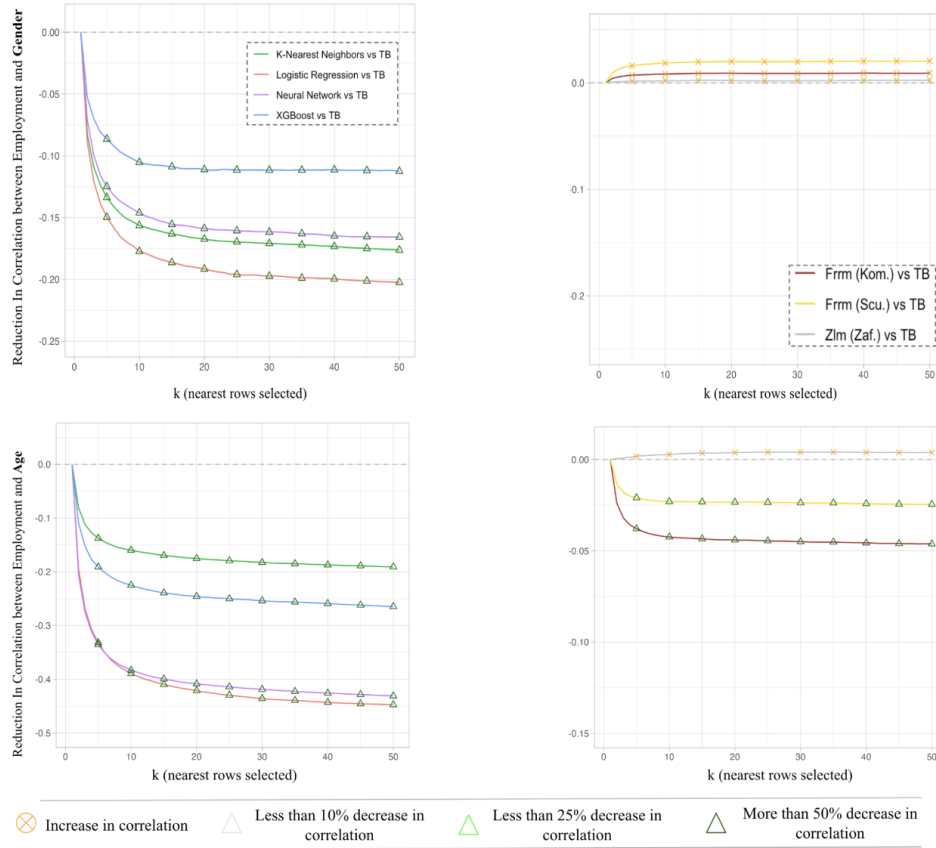 Reduction In Correlation between Employment and Gender
0.00
-0.05
-0.10
-0.15
-0.20
-0.25
K-Nearest Neighbors vs TB
Logistic Regression vs TB
Neural Network vs TB
XGBoost vs TB
0 10 20 30 40 50
k (nearest rows selected)
0.0
-0.1
-0.2
Frrm (Kom.) vs TB
Frrm (Scu.) vs TB
Zlm (Zaf.) vs TB
0 10 20 30 40 50
k (nearest rows selected)
Reduction In Correlation between Employment and Age
0.0
-0.1
-0.2
-0.3
-0.4
-0.5
0 10 20 30 40 50
k (nearest rows selected)
0.00
-0.05
-0.10
-0.15
0 10 20 30 40 50
k (nearest rows selected)
Increase in correlation
Less than 10% decrease in
correlation
Less than 25% decrease in
correlation
More than 50% decrease in
correlation